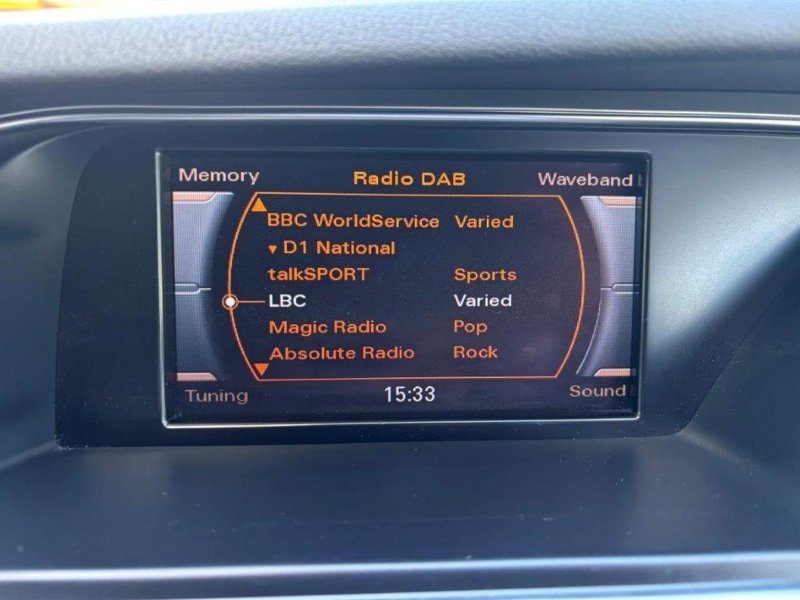 Memory Radio DAB Waveband
BBC WorldService Varied
D1 National
talkSPORT Sports
LBC Varied
Magic Radio Pop
Absolute Radio Rock
Tuning 15:33 Sound